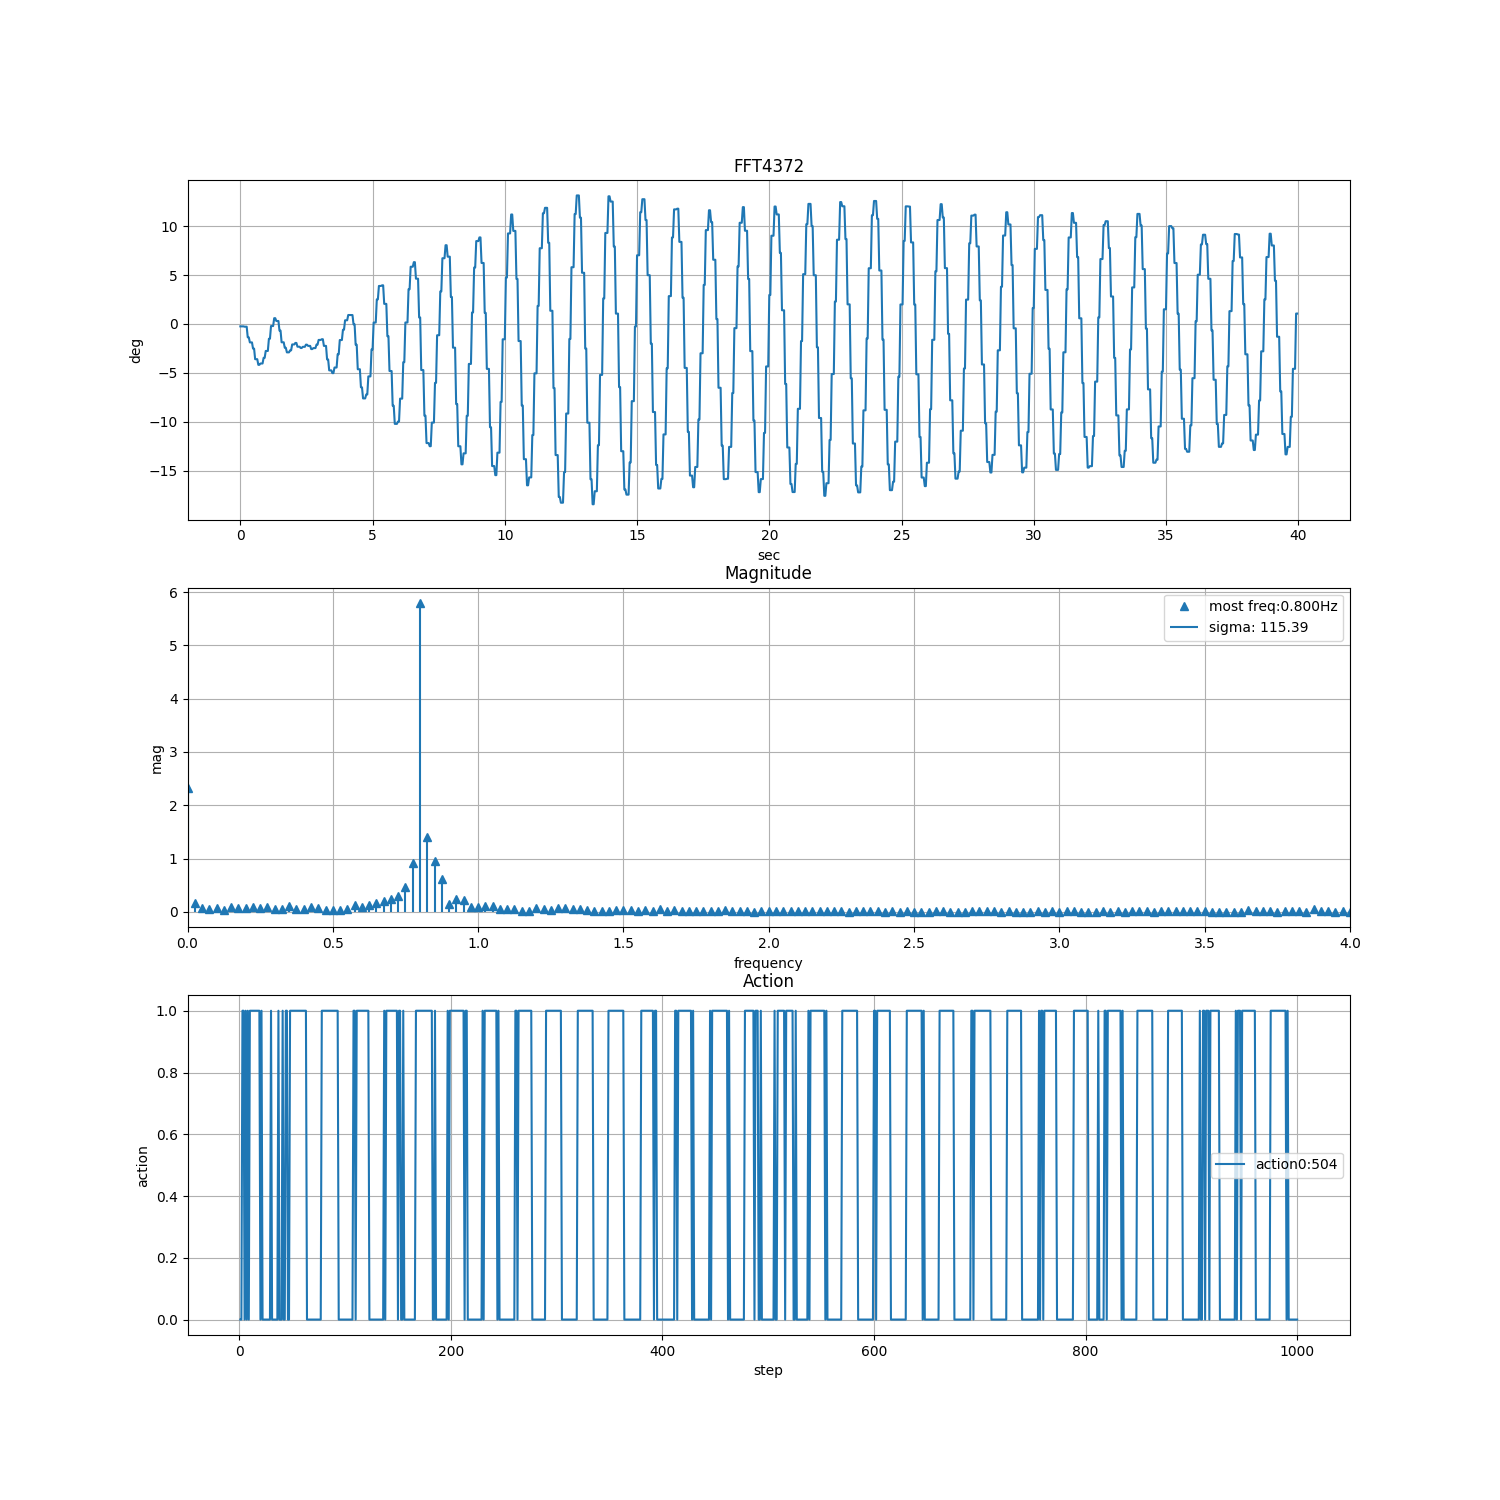 FFT4372
10
5
0
−5
−10
−15
deg
0 5 10 15 20 25 30 35 40
sec
Magnitude
6
5
4
3
2
1
0
mag
most freq:0.800Hz
sigma: 115.39
0.0 0.5 1.0 1.5 2.0 2.5 3.0 3.5 4.0
frequency
Action
1.0
0.8
0.6
0.4
0.2
0.0
action
action0:504
0 200 400 600 800 1000
step